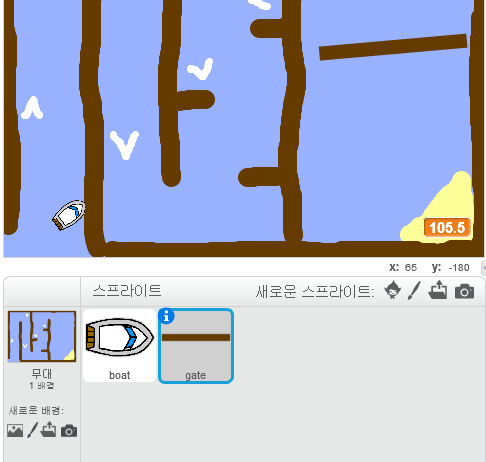 105.5
x: 65 y: -180
스프라이트 새로운 스프라이트:
boat
gate
무대
1 배경
새로운 배경: